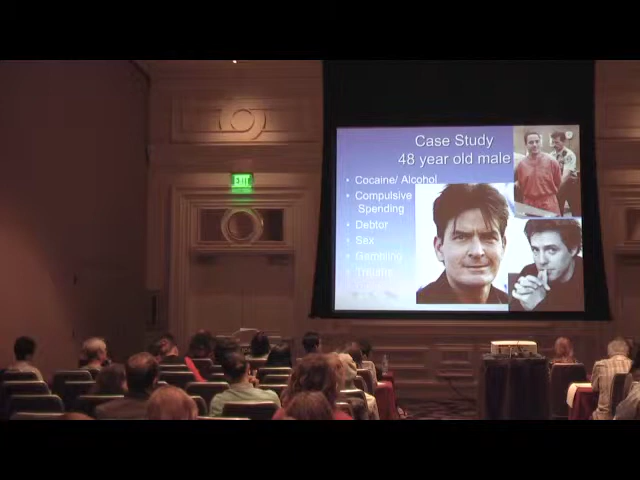 EXIT
Case Study
48 year old male
• Cocaine/ Alcohol
• Compulsive
Spending
• Debtor
• Sex
• Gambling